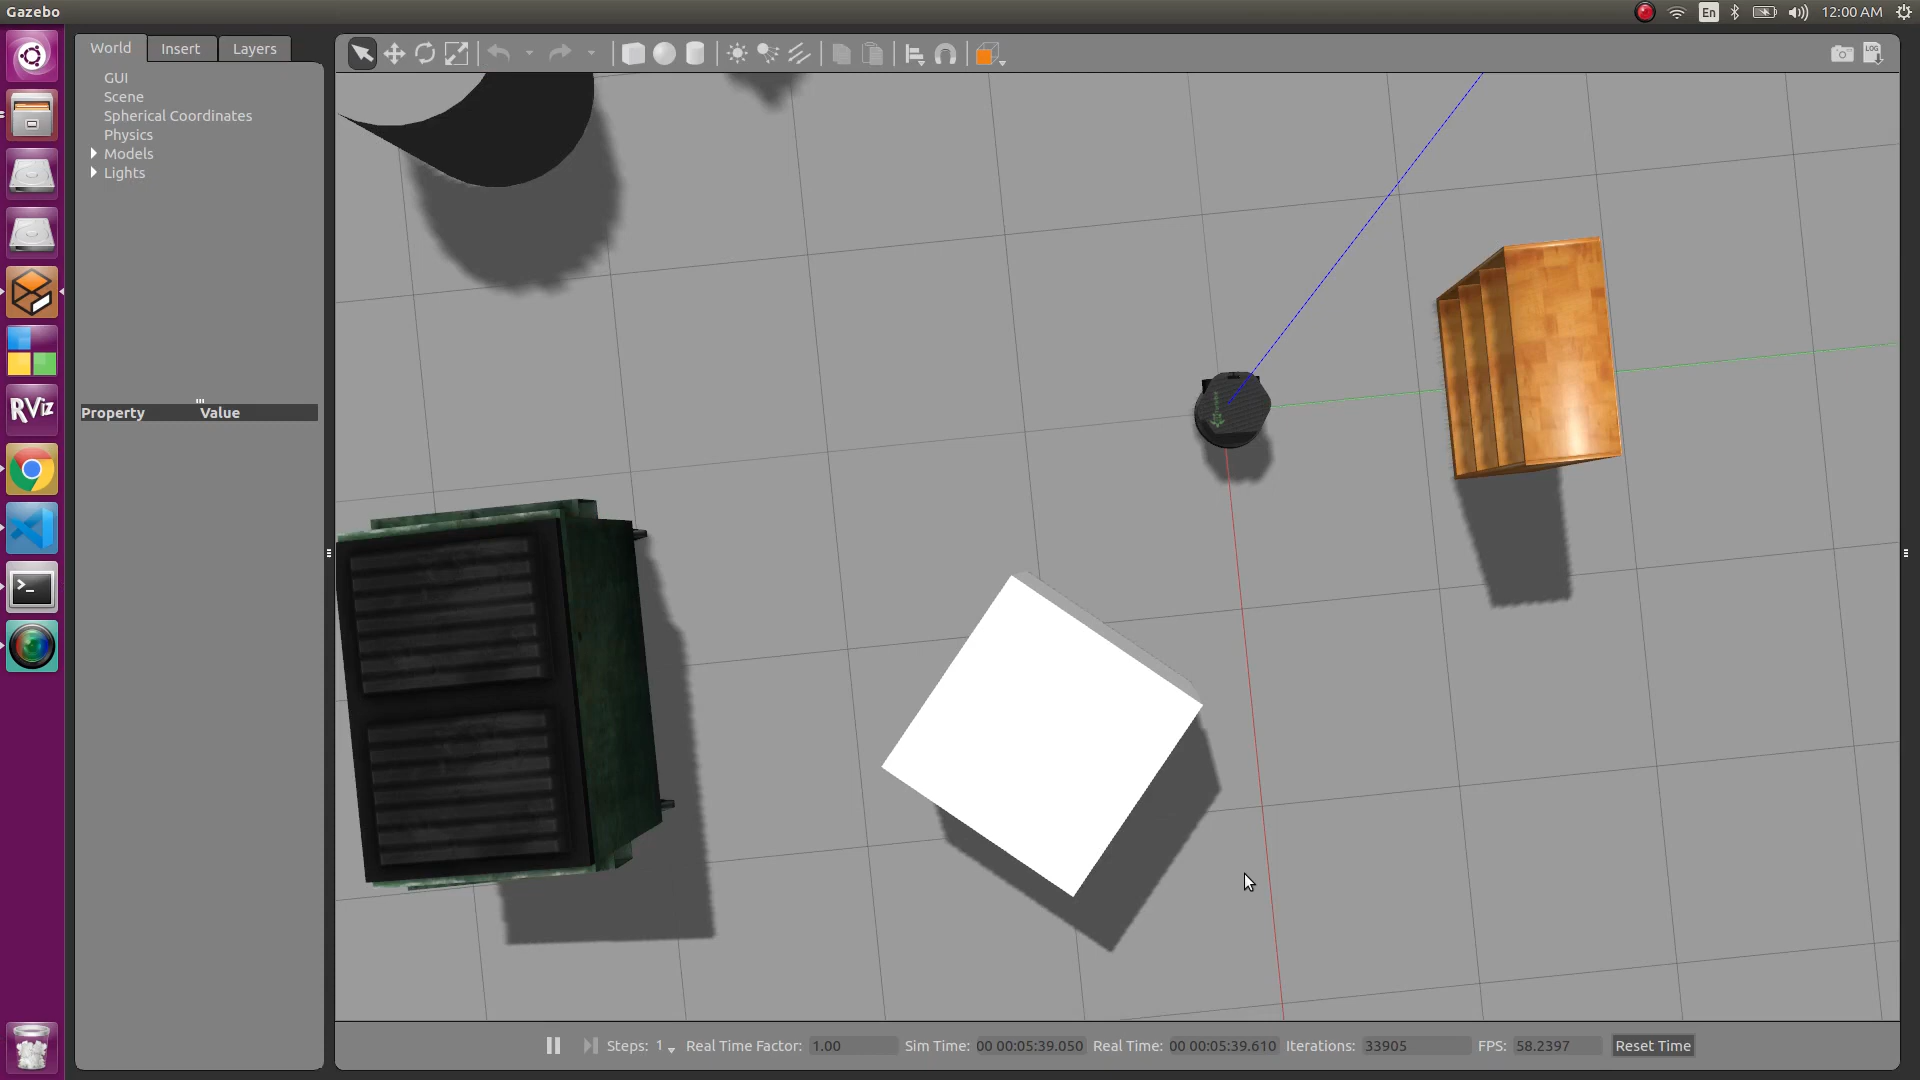 Gazebo
En
12:00 AM
World Insert Layers
LOG
GUI
Scene
Spherical Coordinates
Physics
Models
Lights
RViz
Property Value
Steps: 1 Real Time Factor: 1.00 Sim Time: 00 00:05:39.050 Real Time: 00 00:05:39.610 Iterations: 33905 FPS: 58.2397 Reset Time